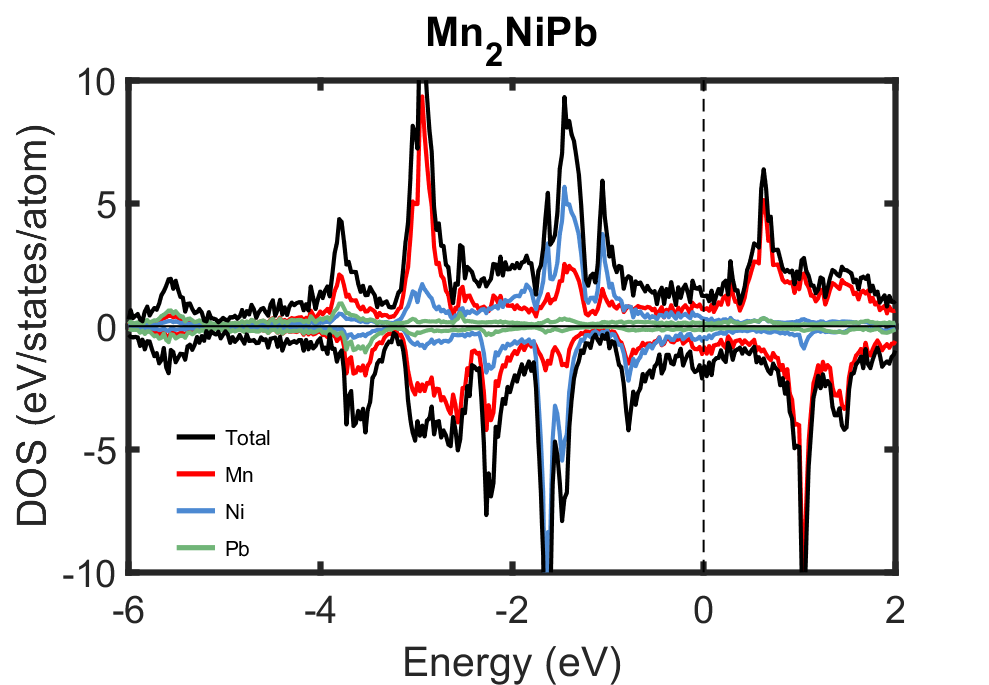 Mn₂NiPb
DOS (eV/states/atom)
10
5
0
-5
-10
Total
Mn
Ni
Pb
-6 -4 -2 0 2
Energy (eV)